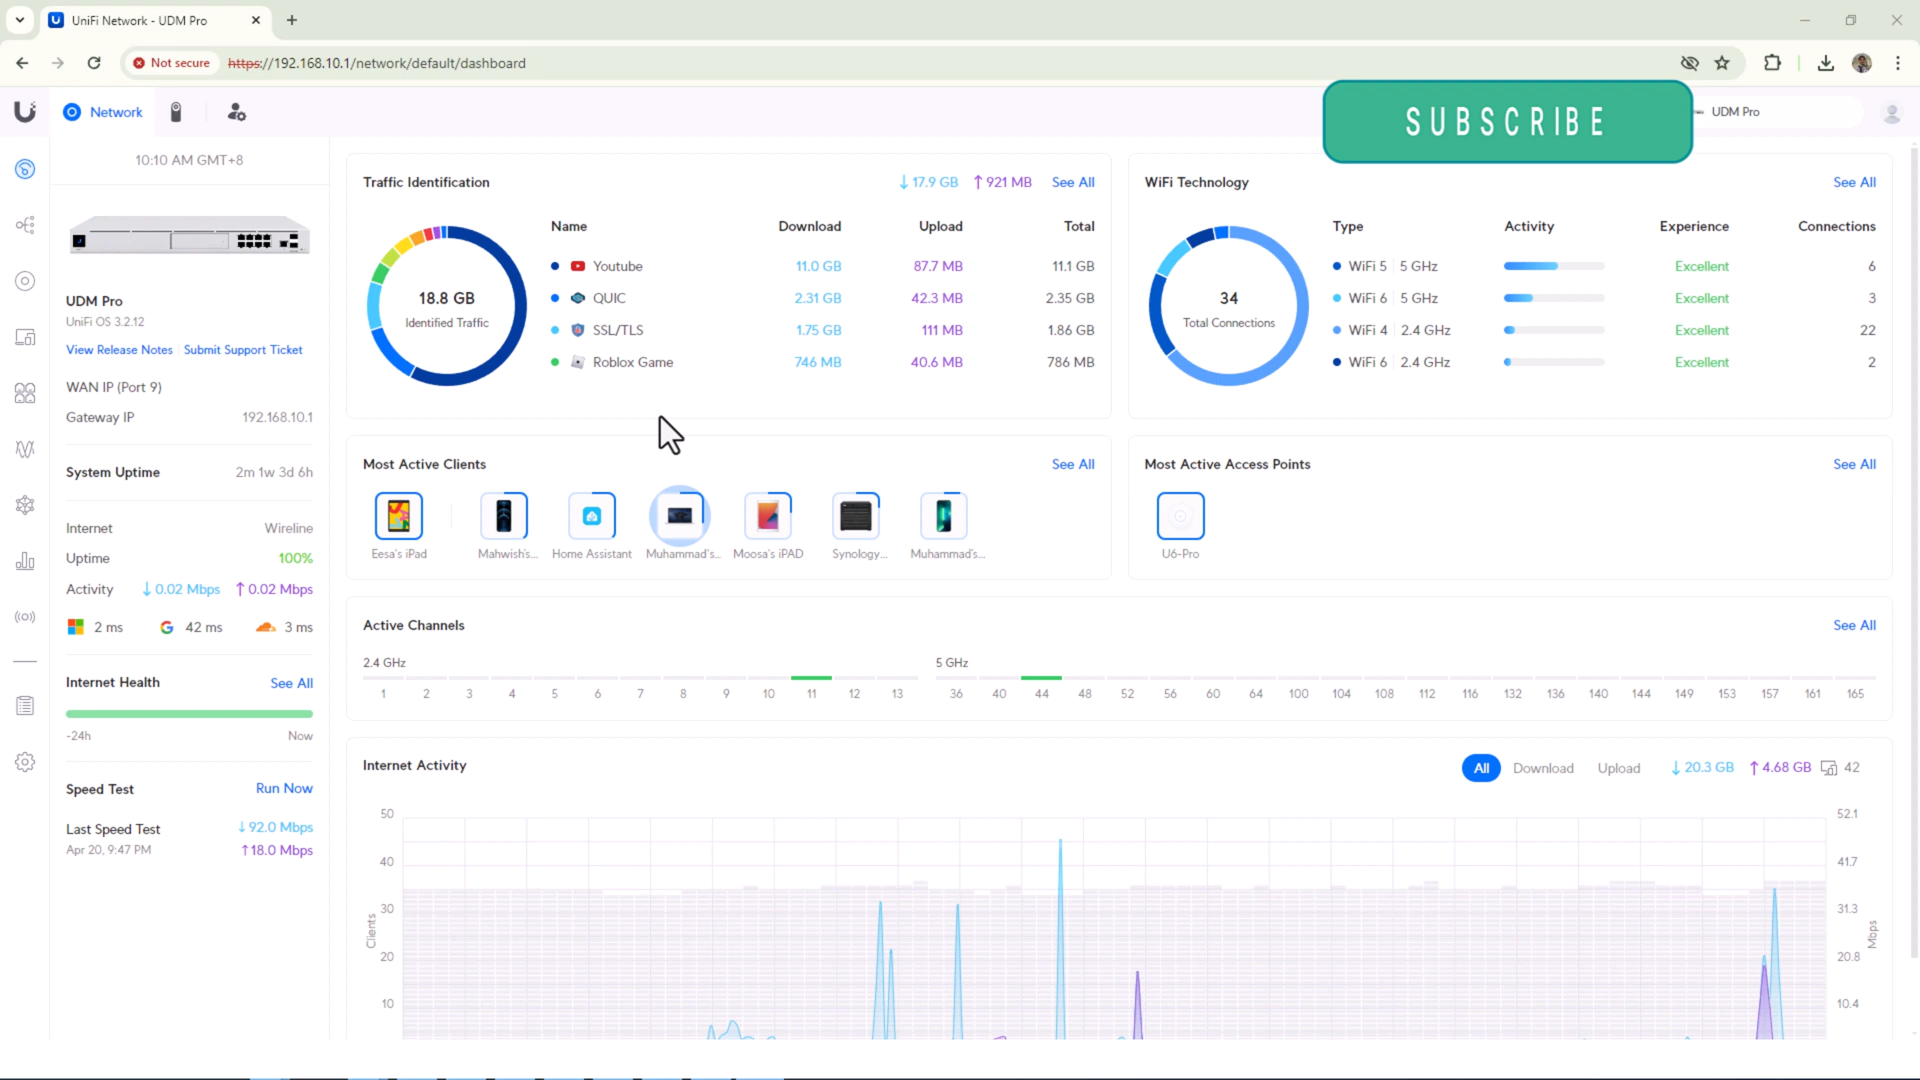 UniFi Network - UDM Pro
Not secure https://192.168.10.1/network/default/dashboard
Network
SUBSCRIBE
UDM Pro
10:10 AM GMT+8
UDM Pro
UniFi OS 3.2.12
View Release Notes Submit Support Ticket
WAN IP (Port 9)
Gateway IP 192.168.10.1
System Uptime 2m 1w 3d 6h
Internet Wireline
Uptime 100%
Activity ↓ 0.02 Mbps ↑ 0.02 Mbps
2 ms G 42 ms 3 ms
Internet Health See All
-24h Now
Speed Test Run Now
Last Speed Test ↓ 92.0 Mbps
Apr 20, 9:47 PM ↑ 18.0 Mbps
Traffic Identification ↓ 17.9 GB ↑ 921 MB See All
18.8 GB
Identified Traffic
Name Download Upload Total
Youtube 11.0 GB 87.7 MB 11.1 GB
QUIC 2.31 GB 42.3 MB 2.35 GB
SSL/TLS 1.75 GB 111 MB 1.86 GB
Roblox Game 746 MB 40.6 MB 786 MB
WiFi Technology See All
34
Total Connections
Type Activity Experience Connections
WiFi 5 5 GHz Excellent 6
WiFi 6 5 GHz Excellent 3
WiFi 4 2.4 GHz Excellent 22
WiFi 6 2.4 GHz Excellent 2
Most Active Clients See All
Eesa's iPad Mahwish's... Home Assistant Muhammad's... Moosa's iPAD Synology... Muhammad's...
Most Active Access Points See All
U6-Pro
Active Channels See All
2.4 GHz
1 2 3 4 5 6 7 8 9 10 11 12 13
5 GHz
36 40 44 48 52 56 60 64 100 104 108 112 116 132 136 140 144 149 153 157 161 165
Internet Activity All Download Upload ↓ 20.3 GB ↑ 4.68 GB 42
50 52.1
40 41.7
30 31.3
Clients Mbps
20 20.8
10 10.4